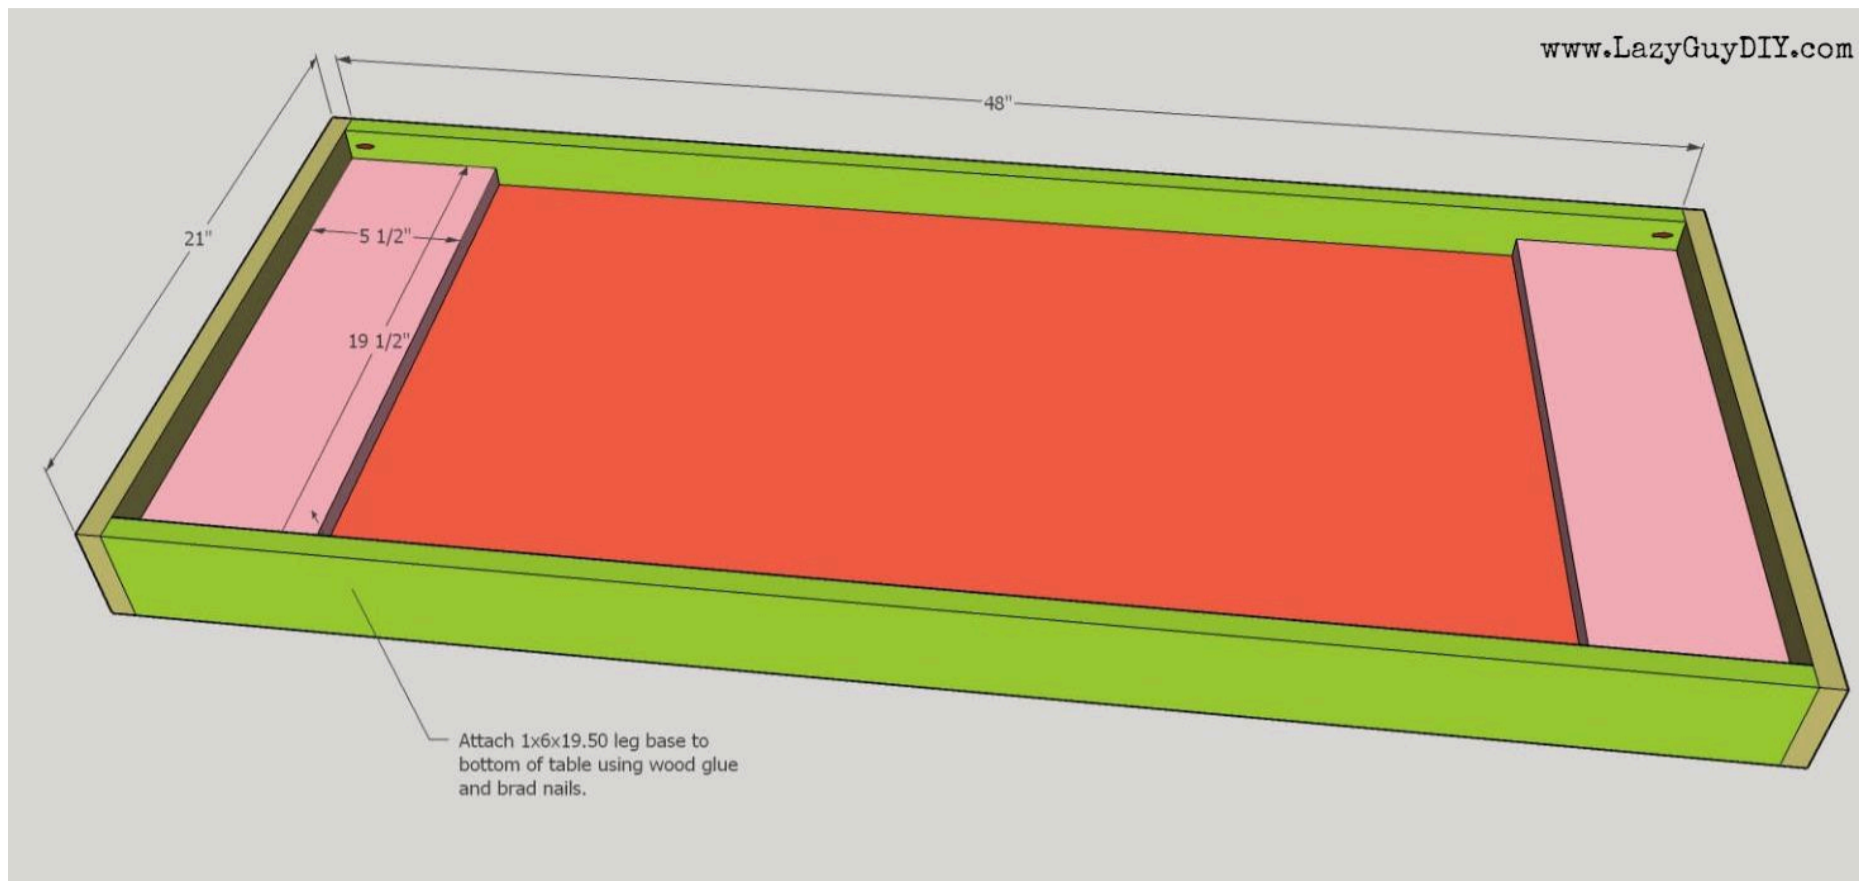 www.LazyGuyDIY.com
48"
21"
5 1/2"
19 1/2"
Attach 1x6x19.50 leg base to
bottom of table using wood glue
and brad nails.